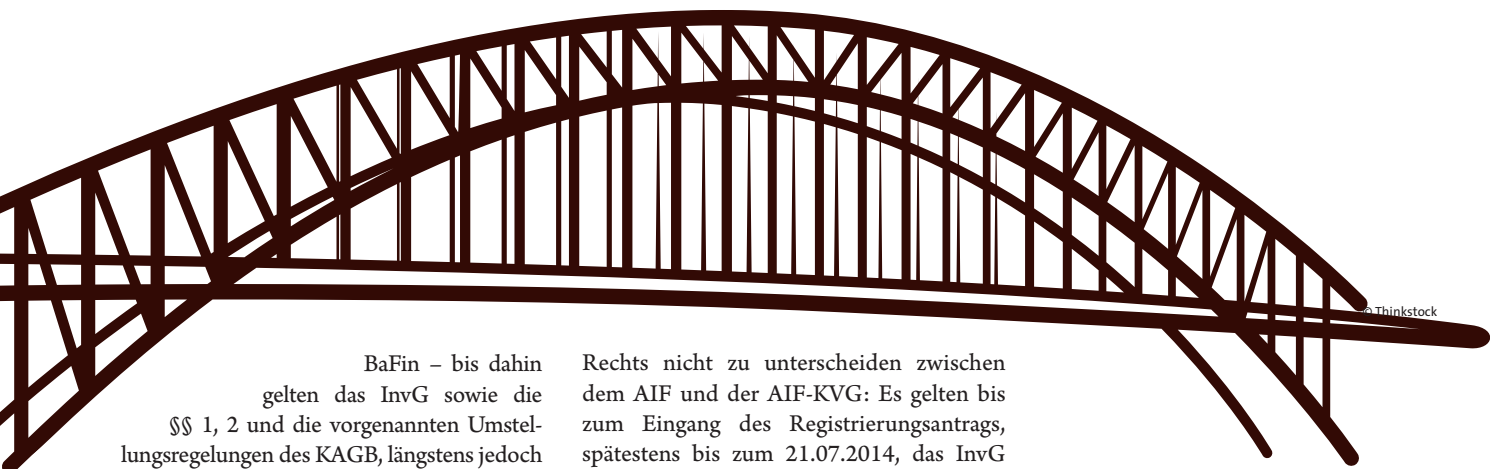 © Thinkstock
BaFin – bis dahin
gelten das InvG sowie die
§§ 1, 2 und die vorgenannten Umstel-
lungsregelungen des KAGB, längstens jedoch
Rechts nicht zu unterscheiden zwischen
dem AIF und der AIF-KVG: Es gelten bis
zum Eingang des Registrierungsantrags,
spätestens bis zum 21.07.2014, das InvG